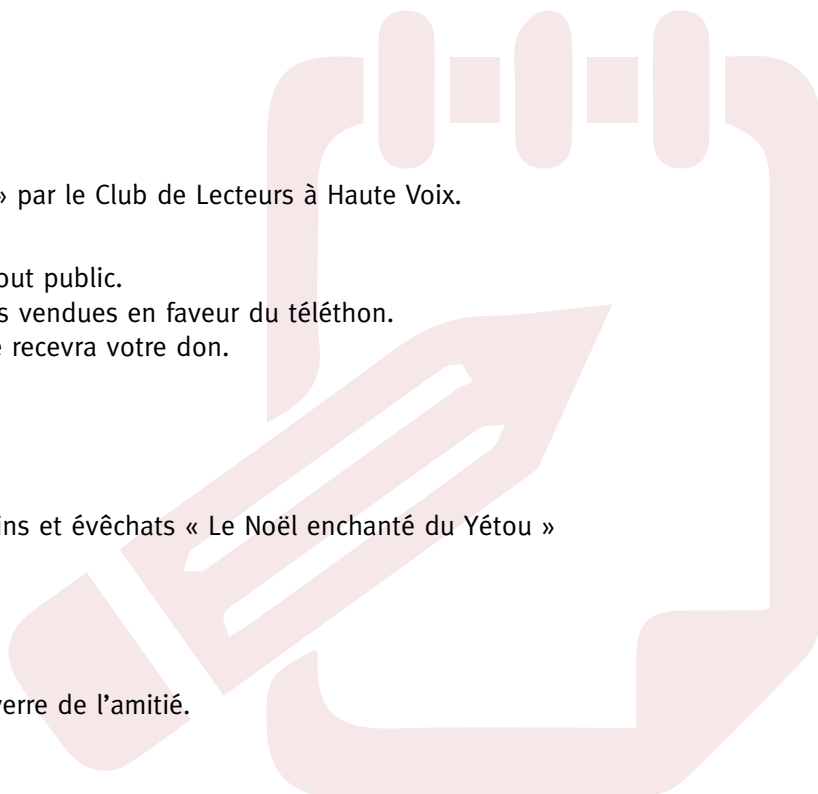 » par le Club de Lecteurs à Haute Voix.
out public.
s vendues en faveur du téléthon.
e recevra votre don.
ins et évêchats « Le Noël enchanté du Yétou »
verre de l’amitié.